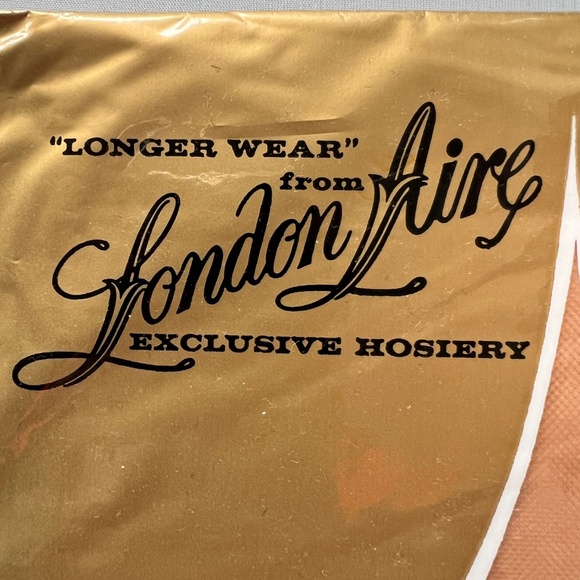 "LONGER WEAR"
from
London Aire
EXCLUSIVE HOSIERY